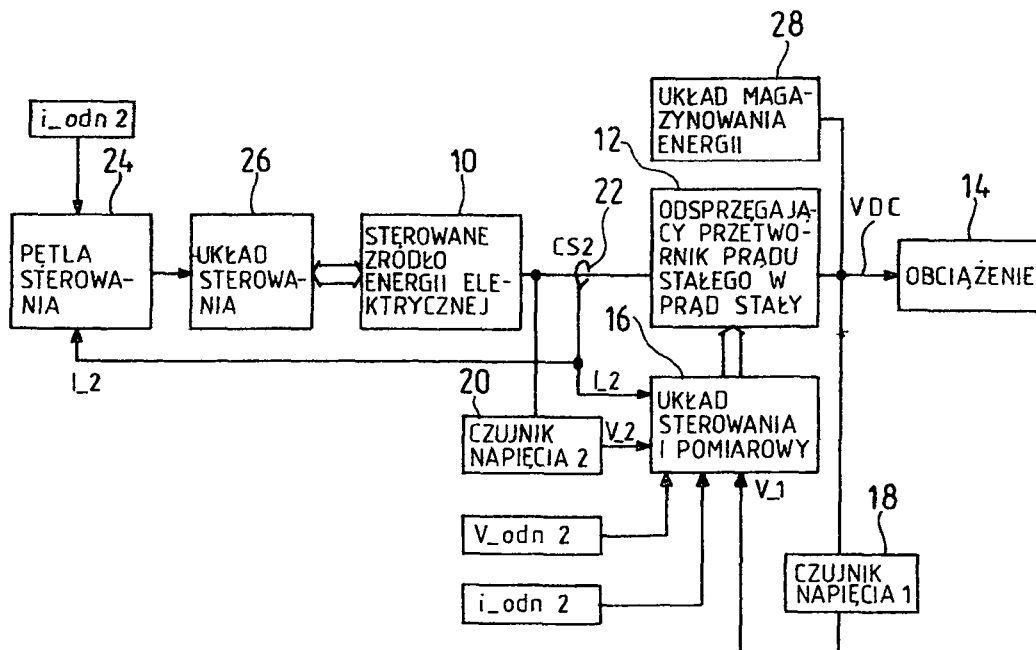 28
UKŁAD MAGA-
ZYNOWANIA
ENERGII
i_odn 2
24
26
10
12
22
CS2
14
PĘTLA
STEROWA-
NIA
UKŁAD
STEROWA-
NIA
STEROWANE
ŹRÓDŁO
ENERGII ELE-
KTRYCZNEJ
ODSPRZĘGAJĄ-
CY PRZETWO-
RNIK PRĄDU
STAŁEGO W
PRĄD STAŁY
VDC
OBCIĄŻENIE
16
I_2
20
I_2
CZUJNIK
NAPIĘCIA 2
V_2
UKŁAD
STEROWANIA
I POMIAROWY
V_1
18
V_odn 2
i_odn 2
CZUJNIK
NAPIĘCIA 1